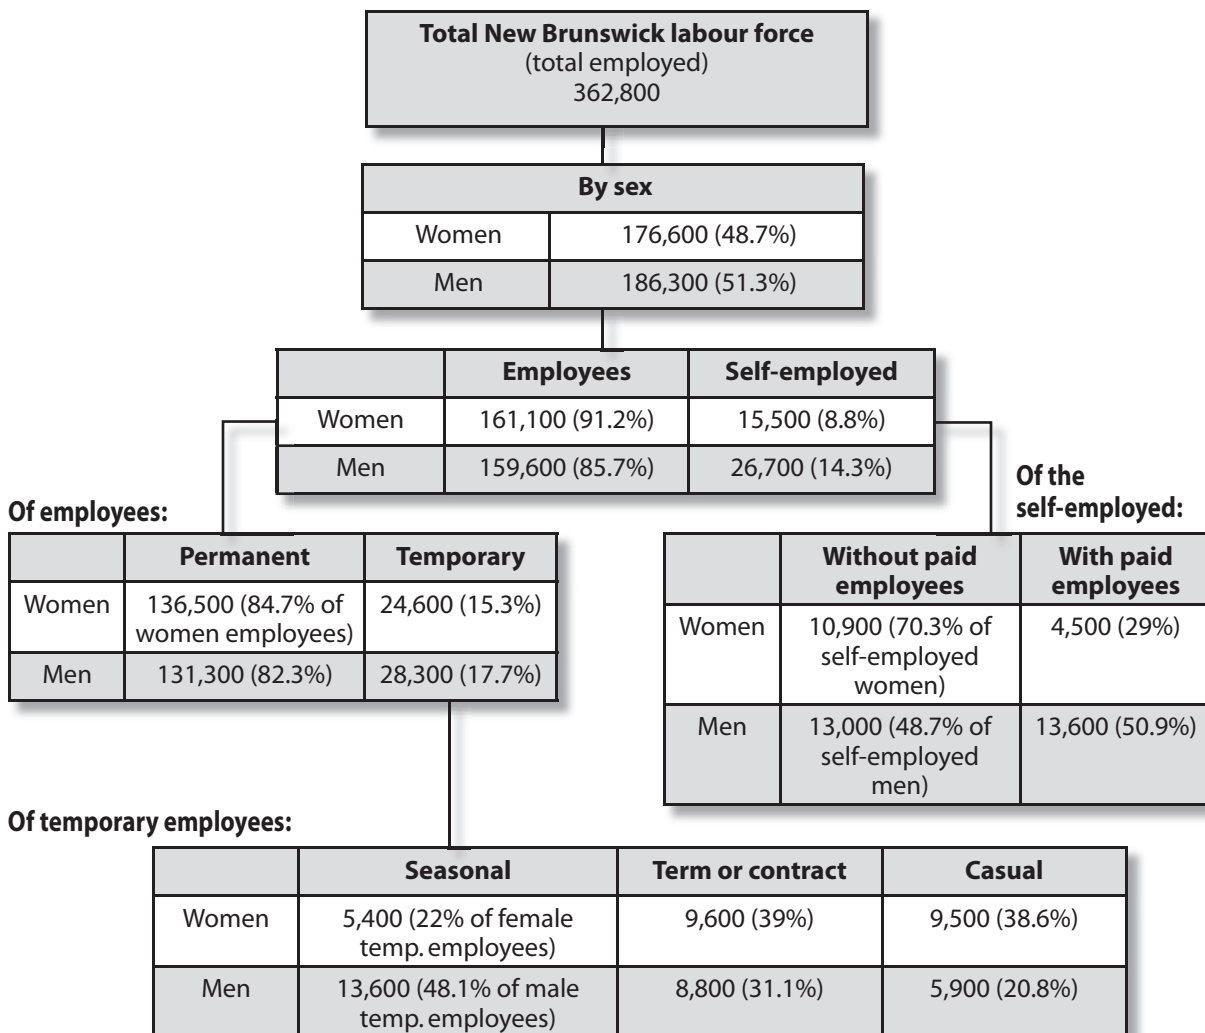 Total New Brunswick labour force
(total employed)
362,800
By sex
Women 176,600 (48.7%)
Men 186,300 (51.3%)
Employees Self-employed
Women 161,100 (91.2%) 15,500 (8.8%)
Men 159,600 (85.7%) 26,700 (14.3%)
Of employees:
Permanent Temporary
Women 136,500 (84.7% of 24,600 (15.3%)
women employees)
Men 131,300 (82.3%) 28,300 (17.7%)
Of the
self-employed:
Without paid With paid
employees employees
Women 10,900 (70.3% of 4,500 (29%)
self-employed
women)
Men 13,000 (48.7% of 13,600 (50.9%)
self-employed
men)
Of temporary employees:
Seasonal Term or contract Casual
Women 5,400 (22% of female 9,600 (39%) 9,500 (38.6%)
temp. employees)
Men 13,600 (48.1% of male 8,800 (31.1%) 5,900 (20.8%)
temp. employees)